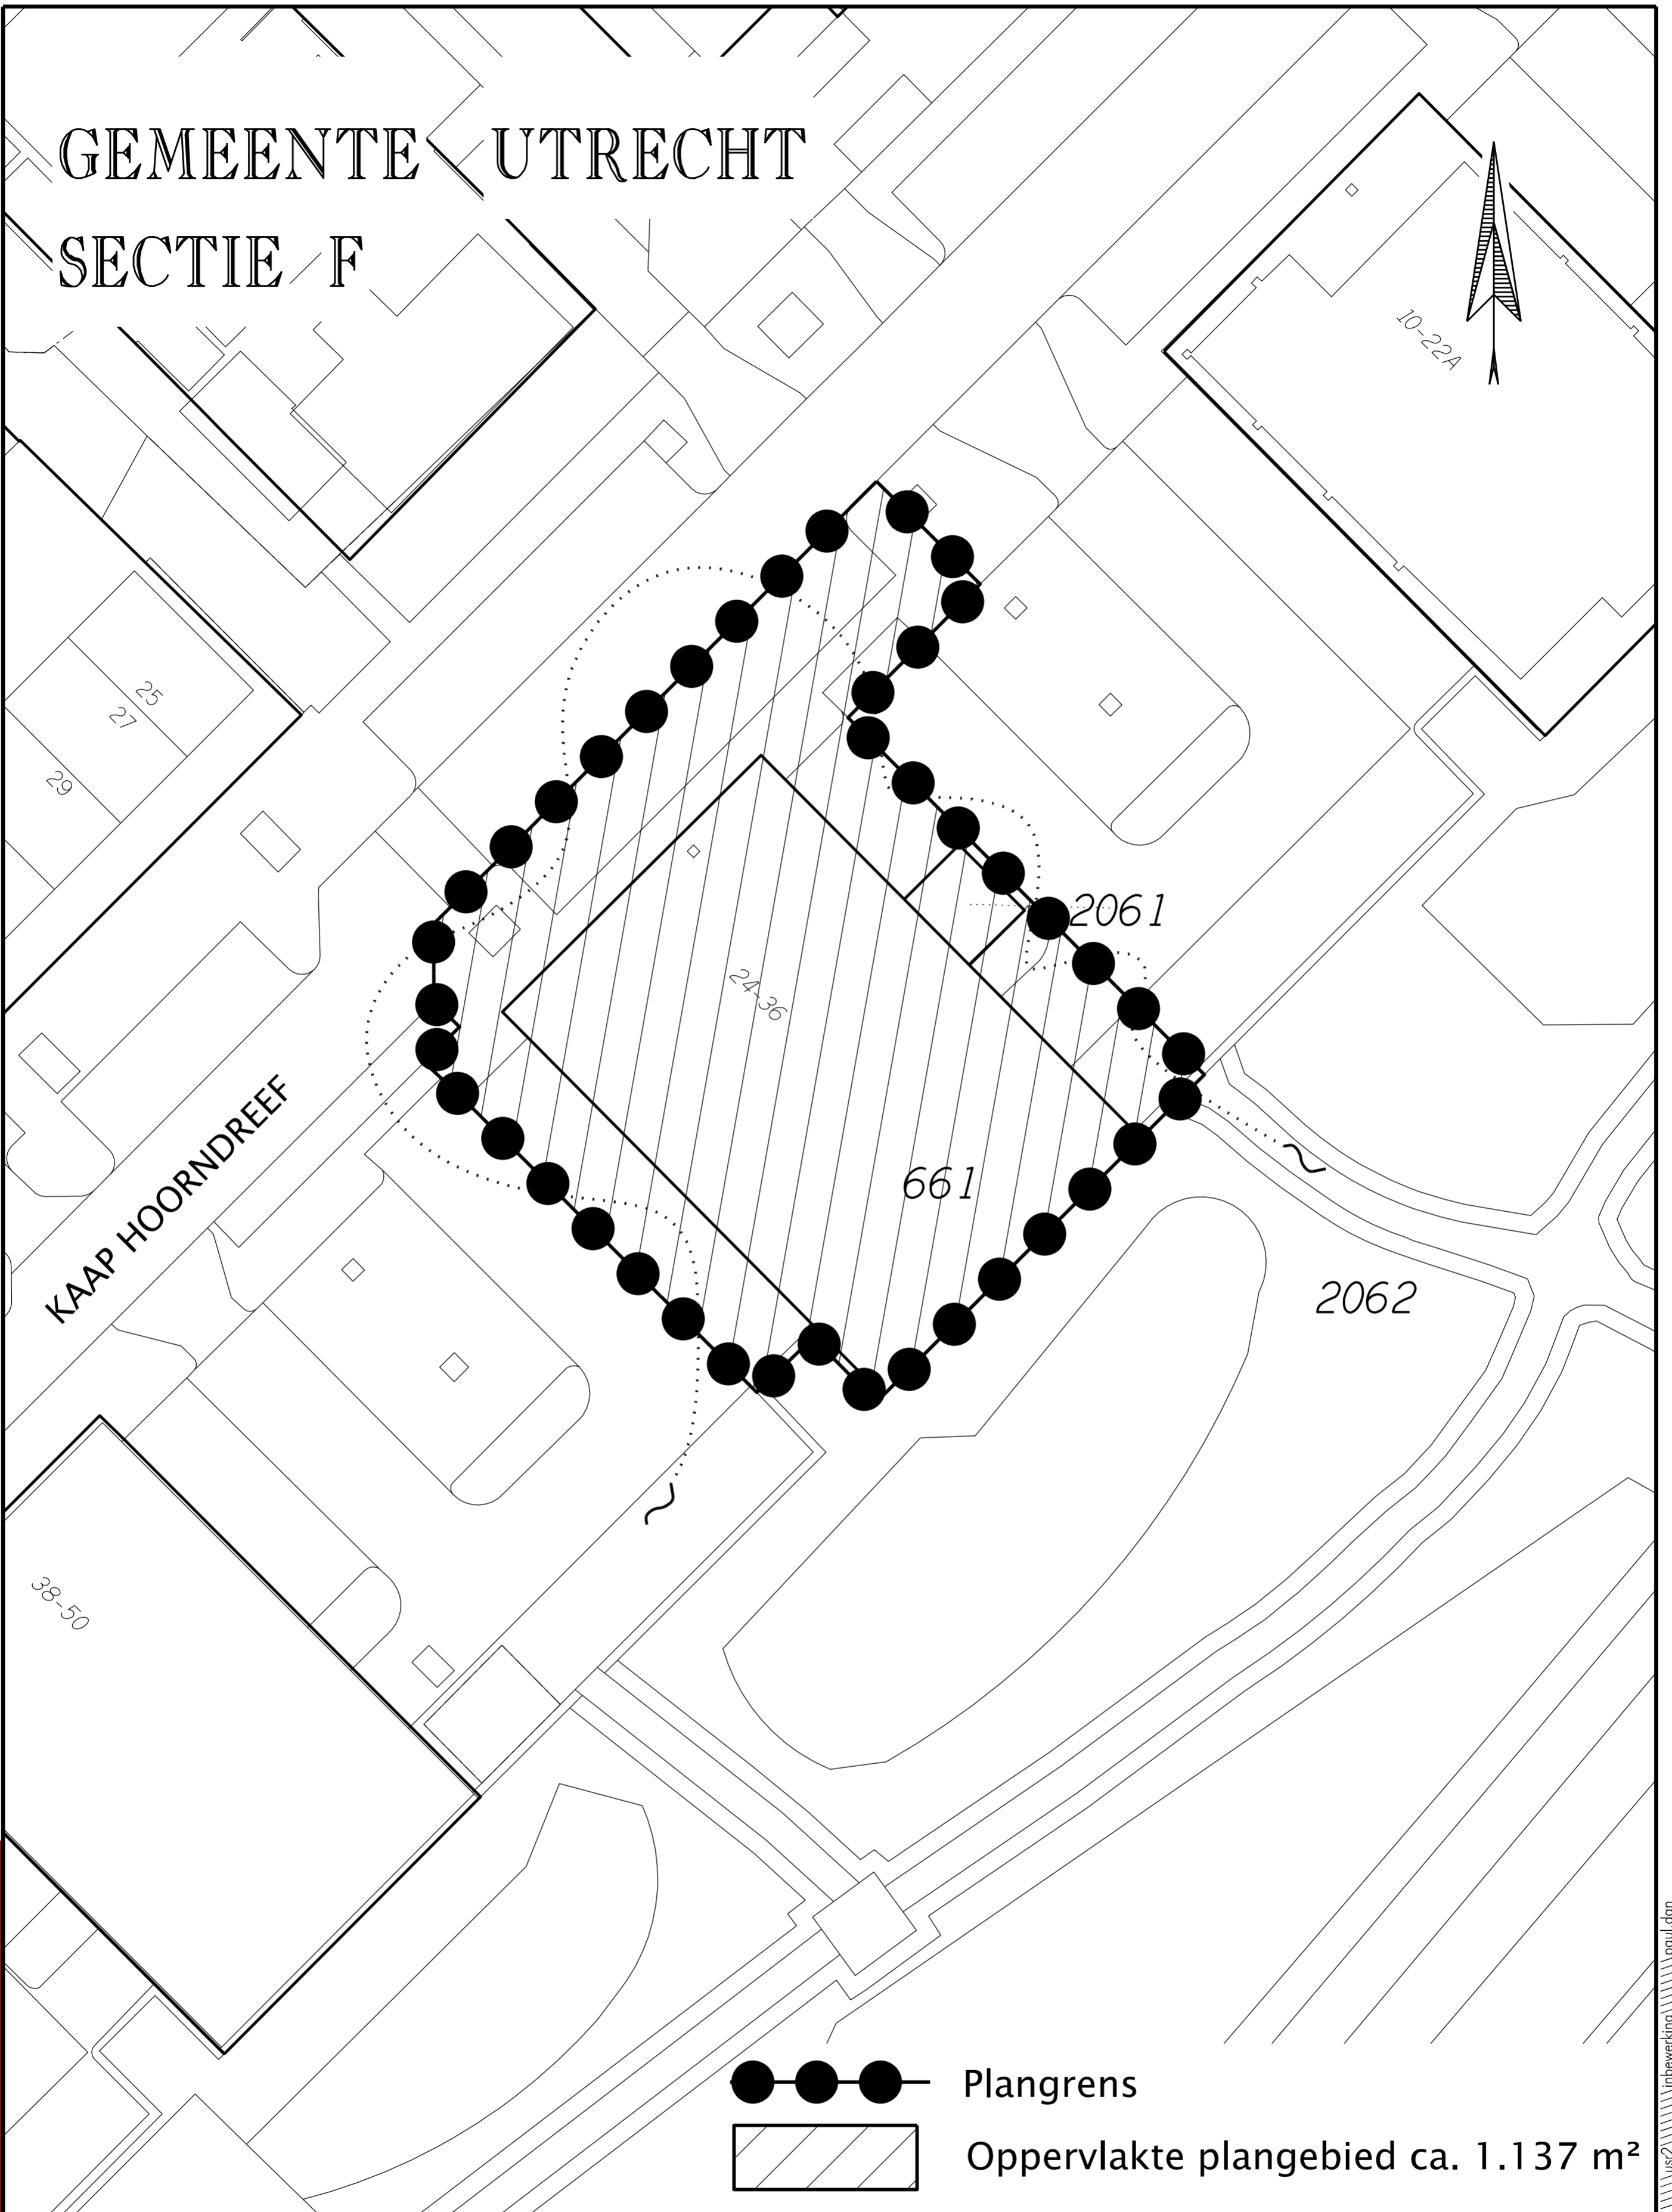 GEMEENTE UTRECHT
SECTIE F
10-22A
25
27
29
2061
24-36
KAAP HOORNDREEF
661
2062
38-50
Plangrens
Oppervlakte plangebied ca. 1.137 m²